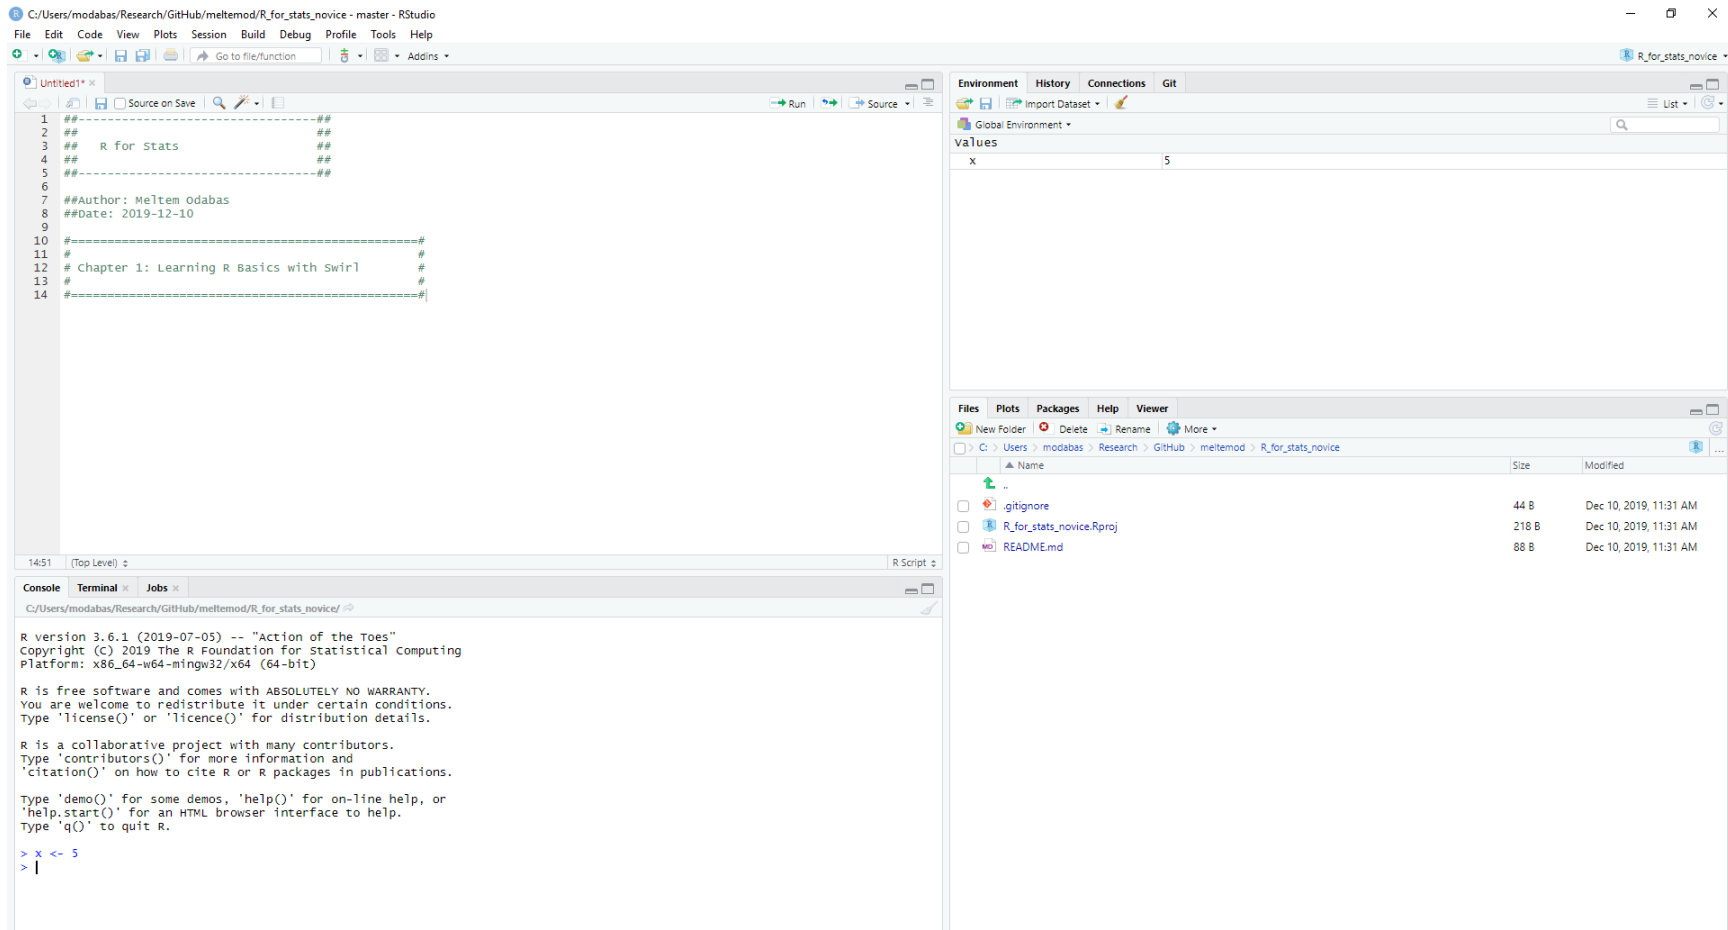 C:/Users/modabas/Research/GitHub/meltemod/R_for_stats_novice - master - RStudio
File Edit Code View Plots Session Build Debug Profile Tools Help
Go to file/function Addins R_for_stats_novice
Untitled1*
Source on Save Run Source
1 ##---------------------------------##
2 ## ##
3 ## R for Stats ##
4 ## ##
5 ##---------------------------------##
6
7 ##Author: Meltem Odabas
8 ##Date: 2019-12-10
9
10 #================================================#
11 # #
12 # Chapter 1: Learning R Basics with Swirl #
13 # #
14 #================================================#
14:51 (Top Level) R Script
Console Terminal Jobs
C:/Users/modabas/Research/GitHub/meltemod/R_for_stats_novice/
R version 3.6.1 (2019-07-05) -- "Action of the Toes"
Copyright (C) 2019 The R Foundation for Statistical Computing
Platform: x86_64-w64-mingw32/x64 (64-bit)
R is free software and comes with ABSOLUTELY NO WARRANTY.
You are welcome to redistribute it under certain conditions.
Type 'license()' or 'licence()' for distribution details.
R is a collaborative project with many contributors.
Type 'contributors()' for more information and
'citation()' on how to cite R or R packages in publications.
Type 'demo()' for some demos, 'help()' for on-line help, or
'help.start()' for an HTML browser interface to help.
Type 'q()' to quit R.
> x <- 5
>
Environment History Connections Git
Import Dataset List
Global Environment
Values
x 5
Files Plots Packages Help Viewer
New Folder Delete Rename More
C: > Users > modabas > Research > GitHub > meltemod > R_for_stats_novice ...
Name Size Modified
..
.gitignore 44 B Dec 10, 2019, 11:31 AM
R_for_stats_novice.Rproj 218 B Dec 10, 2019, 11:31 AM
README.md 88 B Dec 10, 2019, 11:31 AM